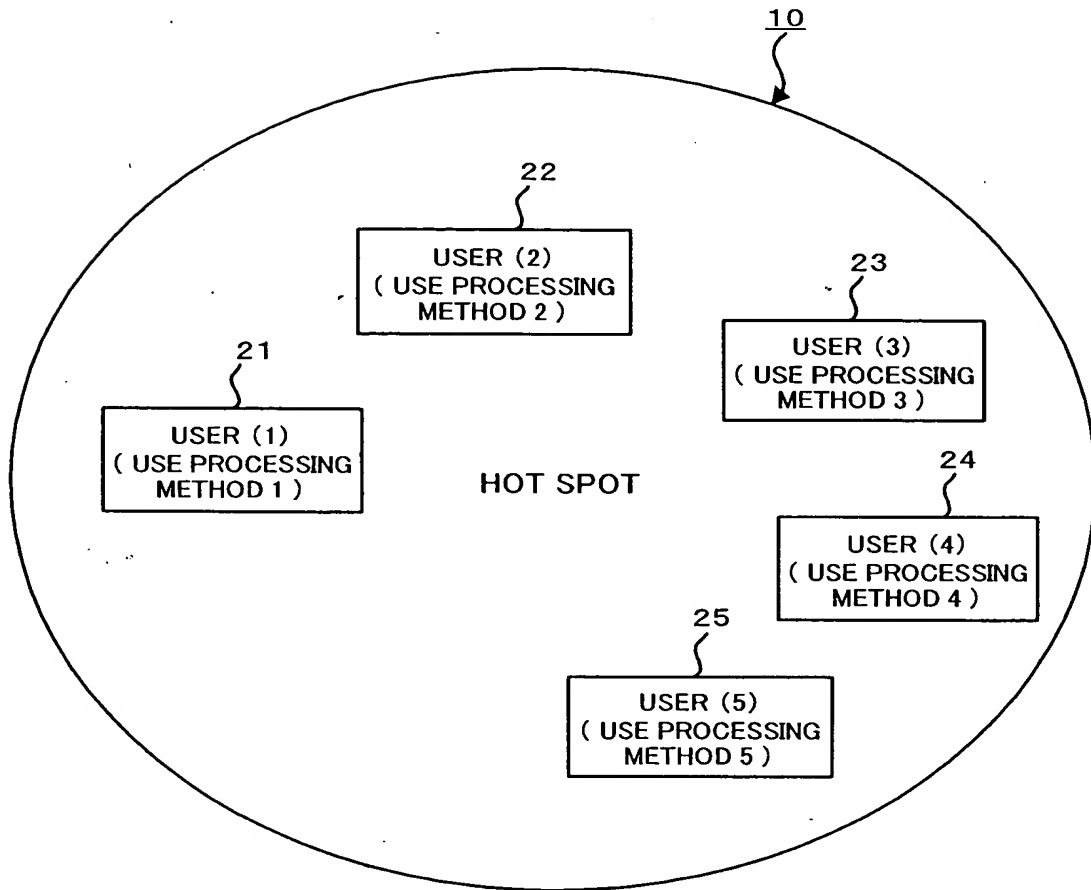 10
22
USER (2)
( USE PROCESSING
METHOD 2 )
23
USER (3)
( USE PROCESSING
METHOD 3 )
21
USER (1)
( USE PROCESSING
METHOD 1 )
HOT SPOT
24
USER (4)
( USE PROCESSING
METHOD 4 )
25
USER (5)
( USE PROCESSING
METHOD 5 )